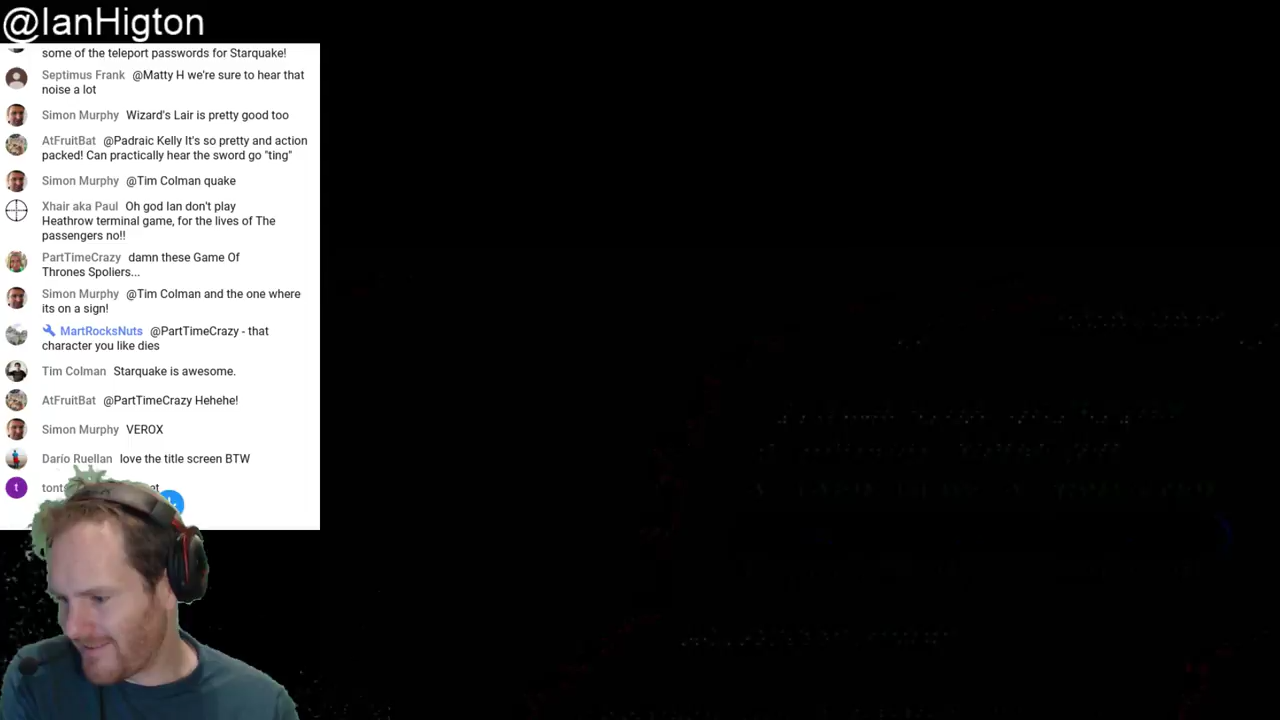 @IanHigton
some of the teleport passwords for Starquake!
Septimus Frank @Matty H we're sure to hear that
noise a lot
Simon Murphy Wizard's Lair is pretty good too
AtFruitBat @Padraic Kelly It's so pretty and action
packed! Can practically hear the sword go "ting"
Simon Murphy @Tim Colman quake
Xhair aka Paul Oh god Ian don't play
Heathrow terminal game, for the lives of The
passengers no!!
PartTimeCrazy damn these Game Of
Thrones Spoliers...
Simon Murphy @Tim Colman and the one where
its on a sign!
MartRocksNuts @PartTimeCrazy - that
character you like dies
Tim Colman Starquake is awesome.
AtFruitBat @PartTimeCrazy Hehehe!
Simon Murphy VEROX
Darío Ruellan love the title screen BTW
t